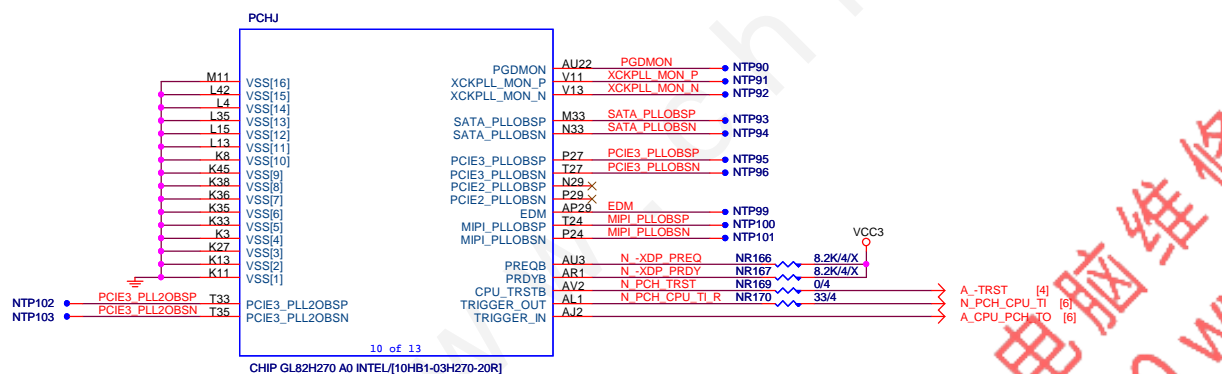 PCHJ
M11 VSS[16]
L42 VSS[15]
L4 VSS[14]
L35 VSS[13]
L15 VSS[12]
L13 VSS[11]
K8 VSS[10]
K45 VSS[9]
K38 VSS[8]
K36 VSS[7]
K35 VSS[6]
K33 VSS[5]
K3 VSS[4]
K27 VSS[3]
K13 VSS[2]
K11 VSS[1]
NTP102 PCIE3_PLL2OBSP T33 PCIE3_PLL2OBSP
NTP103 PCIE3_PLL2OBSN T35 PCIE3_PLL2OBSN
PGDMON AU22 PGDMON NTP90
XCKPLL_MON_P V11 XCKPLL_MON_P NTP91
XCKPLL_MON_N V13 XCKPLL_MON_N NTP92
SATA_PLLOBSP M33 SATA_PLLOBSP NTP93
SATA_PLLOBSN N33 SATA_PLLOBSN NTP94
PCIE3_PLLOBSP P27 PCIE3_PLLOBSP NTP95
PCIE3_PLLOBSN T27 PCIE3_PLLOBSN NTP96
PCIE2_PLLOBSP N29
PCIE2_PLLOBSN P29
EDM AP29 EDM NTP99
MIPI_PLLOBSP T24 MIPI_PLLOBSP NTP100
MIPI_PLLOBSN P24 MIPI_PLLOBSN NTP101
VCC3
PREQB AU3 N_-XDP_PREQ NR166 8.2K/4/X
PRDYB AR1 N_-XDP_PRDY NR167 8.2K/4/X
CPU_TRSTB AV2 N_PCH_TRST NR169 0/4 A_-TRST [4]
TRIGGER_OUT AL1 N_PCH_CPU_TI_R NR170 33/4 N_PCH_CPU_TI [6]
TRIGGER_IN AJ2 A_CPU_PCH_TO [6]
10 of 13
CHIP GL82H270 A0 INTEL/[10HB1-03H270-20R]
电脑维修